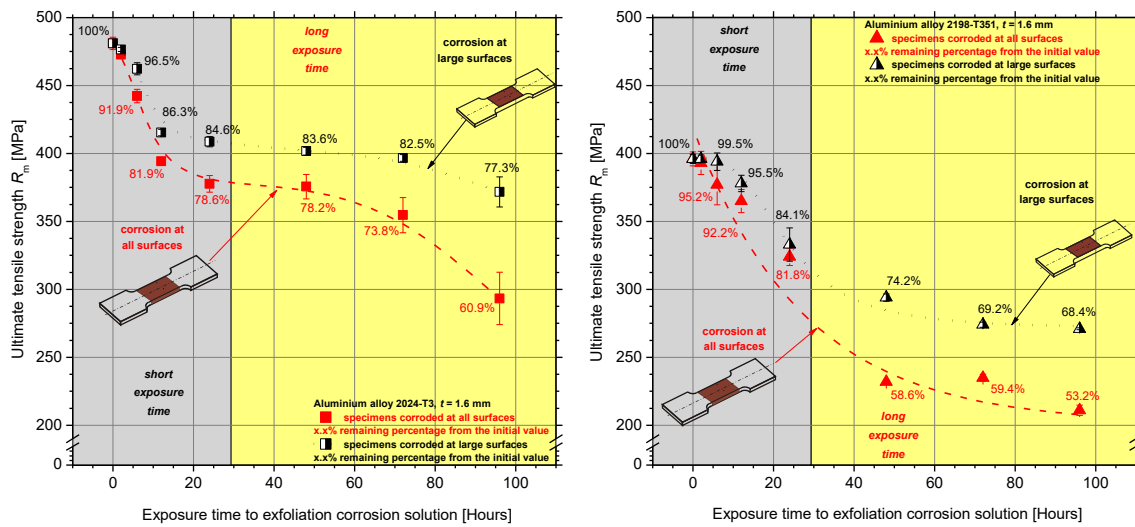 500
450
400
350
300
250
200
0
Ultimate tensile strength Rm [MPa]
100%
96.5%
91.9%
86.3%
84.6%
81.9%
78.6%
83.6%
82.5%
78.2%
77.3%
73.8%
60.9%
long
exposure
time
corrosion at
large surfaces
corrosion at
all surfaces
short
exposure
time
Aluminium alloy 2024-T3, t = 1.6 mm
specimens corroded at all surfaces
x.x% remaining percentage from the initial value
specimens corroded at large surfaces
x.x% remaining percentage from the initial value
0 20 40 60 80 100
Exposure time to exfoliation corrosion solution [Hours]
500
450
400
350
300
250
200
0
Ultimate tensile strength Rm [MPa]
short
exposure
time
Aluminium alloy 2198-T351, t = 1.6 mm
specimens corroded at all surfaces
x.x% remaining percentage from the initial value
specimens corroded at large surfaces
x.x% remaining percentage from the initial value
100%
99.5%
95.5%
95.2%
92.2%
84.1%
81.8%
74.2%
69.2%
68.4%
58.6%
59.4%
53.2%
corrosion at
large surfaces
corrosion at
all surfaces
long
exposure
time
0 20 40 60 80 100
Exposure time to exfoliation corrosion solution [Hours]